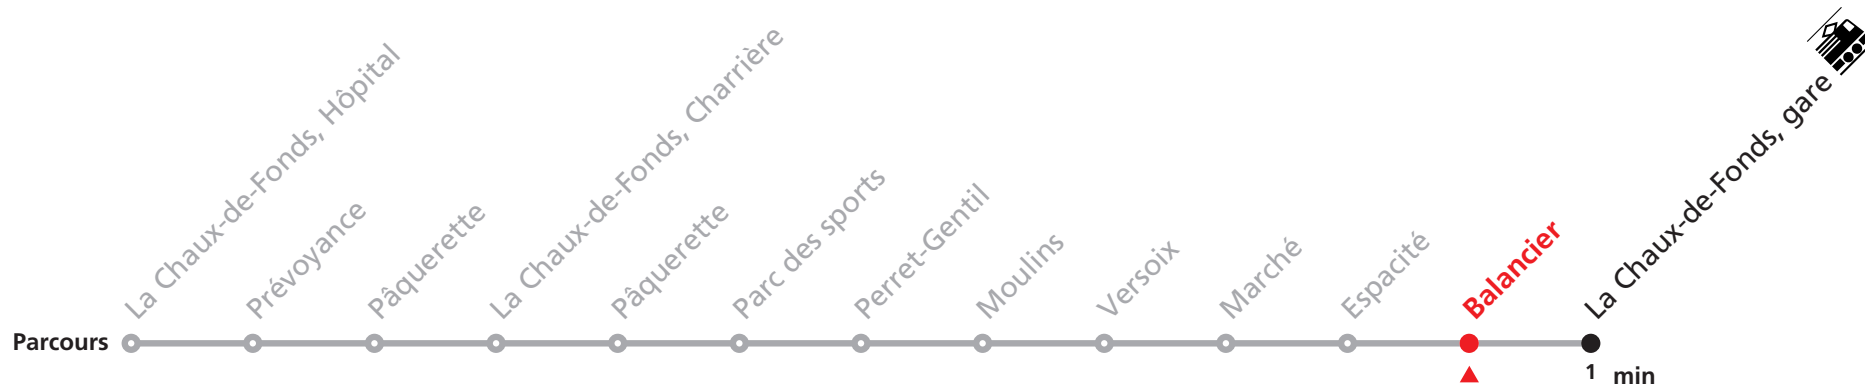 La Chaux-de-Fonds, Hôpital
Prévoyance
Pâquerette
La Chaux-de-Fonds, Charrière
Pâquerette
Parc des sports
Perret-Gentil
Moulins
Versoix
Marché
Espacité
Balancier
La Chaux-de-Fonds, gare
Parcours
1 min